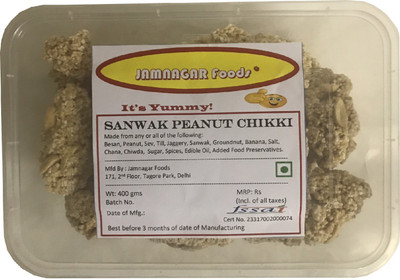 JAMNAGAR FOODS
It's Yummy!
SANWAK PEANUT CHIKKI
Made from any or all of the following:
Besan, Peanut, Sev, Till, Jaggery, Sanwak, Groundnut, Banana, Salt,
Chana, Chiwda, Sugar, Spices, Edible Oil, Added Food Preservatives.
Mfd By : Jamnagar Foods
171, 2nd Floor, Tagore Park, Delhi
Wt: 400 gms
MRP: Rs
Batch No.
(Incl. of all taxes)
Date of Mfg.:
fssai
Cert No. 23317002000074
Best before 3 months of date of Manufacturing